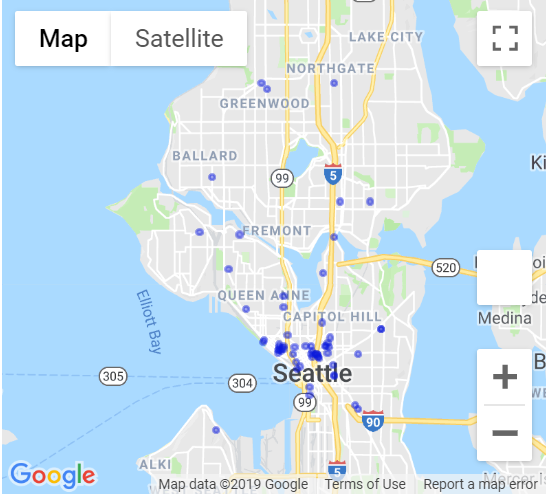 Map
Satellite
LAKE CITY
NORTHGATE
GREENWOOD
BALLARD
99
5
FREMONT
520
QUEEN ANNE
CAPITOL HILL
Medina
Elliott Bay
Seattle
305
304
99
90
ALKI
5
Google
Map data ©2019 Google
Terms of Use
Report a map error